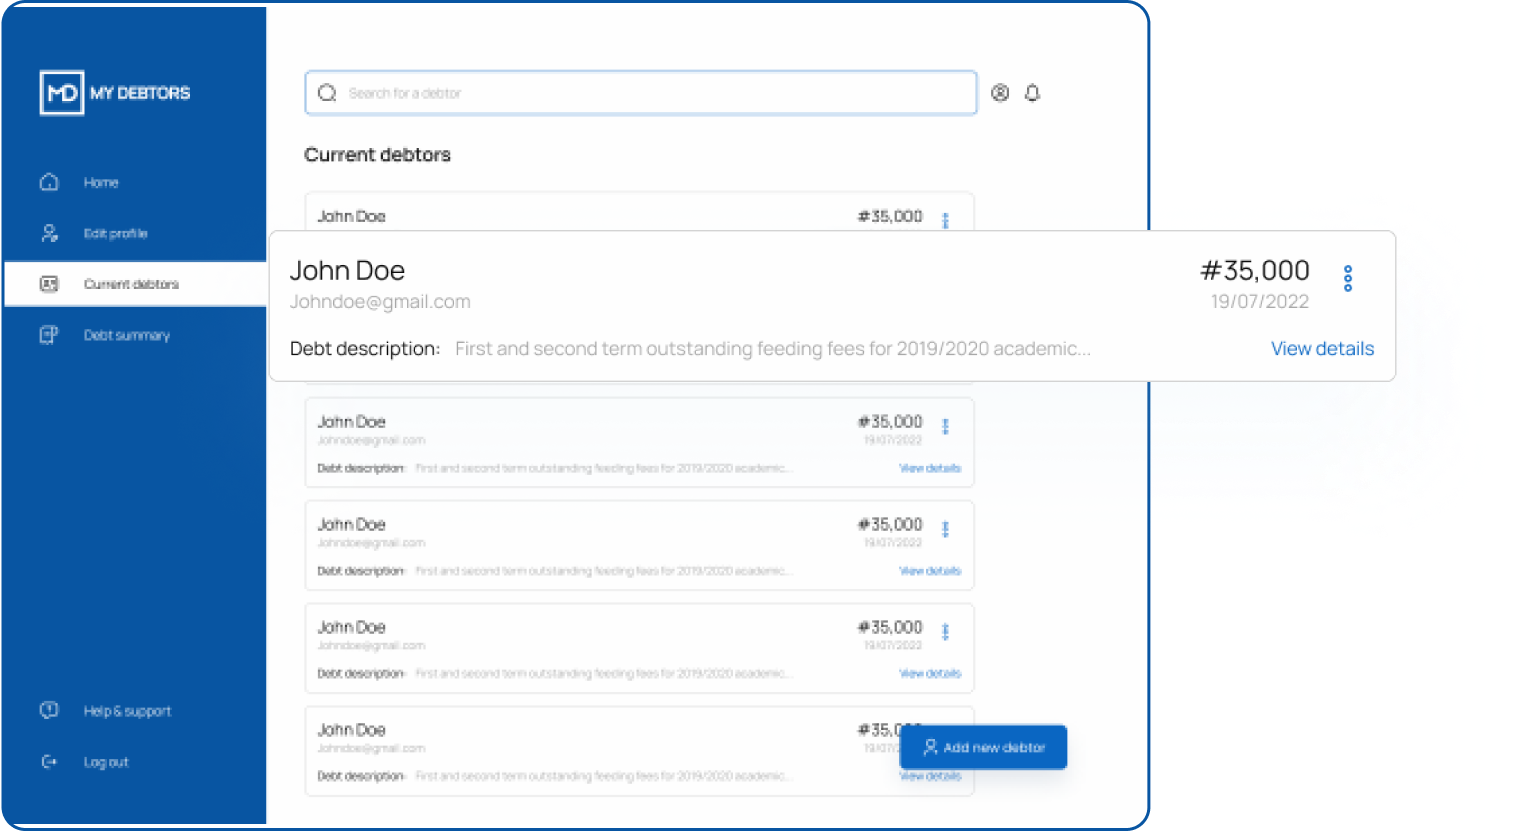 MD MY DEBTORS
Search for a debtor
Home
Edit profile
Current debtors
Debt summary
Help & support
Log out
Current debtors
John Doe #35,000
John Doe #35,000
Johndoe@gmail.com 19/07/2022
Debt description: First and second term outstanding feeding fees for 2019/2020 academic... View details
John Doe #35,000
Johndoe@gmail.com 19/07/2022
Debt description: First and second term outstanding feeding fees for 2019/2020 academic... View details
John Doe #35,000
Johndoe@gmail.com 19/07/2022
Debt description: First and second term outstanding feeding fees for 2019/2020 academic... View details
John Doe #35,000
Johndoe@gmail.com 19/07/2022
Debt description: First and second term outstanding feeding fees for 2019/2020 academic... View details
John Doe #35,0
Johndoe@gmail.com 19/07/
Add new debtor
Debt description: First and second term outstanding feeding fees for 2019/2020 academic... View details